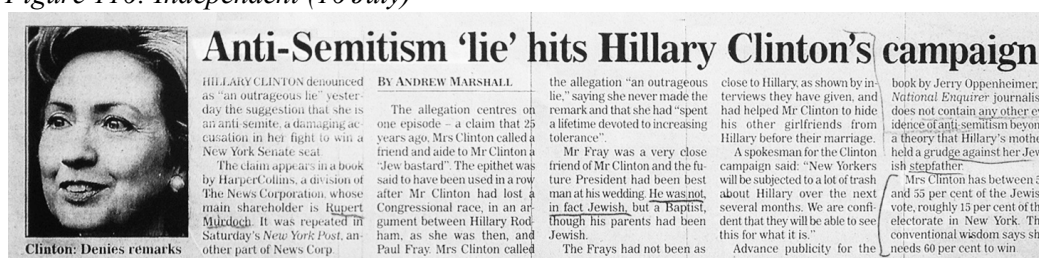 Figure 110: Independent (16 July)
Anti-Semitism ‘lie’ hits Hillary Clinton’s campaign
Clinton: Denies remarks
HILLARY CLINTON denounced
as “an outrageous lie” yester-
day the suggestion that she is
an anti-semite, a damaging ac-
cusation in her fight to win a
New York Senate seat.
The claim appears in a book
by HarperCollins, a division of
The News Corporation, whose
main shareholder is Rupert
Murdoch. It was repeated in
Saturday’s New York Post, an-
other part of News Corp.
BY ANDREW MARSHALL
The allegation centres on
one episode – a claim that 25
years ago, Mrs Clinton called a
friend and aide to Mr Clinton a
“Jew bastard”. The epithet was
said to have been used in a row
after Mr Clinton had lost a
Congressional race, in an ar-
gument between Hillary Rod-
ham, as she was then, and
Paul Fray. Mrs Clinton called
the allegation “an outrageous
lie,” saying she never made the
remark and that she had “spent
a lifetime devoted to increasing
tolerance”.
Mr Fray was a very close
friend of Mr Clinton and the fu-
ture President had been best
man at his wedding. He was not,
in fact Jewish, but a Baptist,
though his parents had been
Jewish.
The Frays had not been as
close to Hillary, as shown by in-
terviews they have given, and
had helped Mr Clinton to hide
his other girlfriends from
Hillary before their marriage.
A spokesman for the Clinton
campaign said: “New Yorkers
will be subjected to a lot of trash
about Hillary over the next
several months. We are confi-
dent that they will be able to see
this for what it is.”
Advance publicity for the
book by Jerry Oppenheimer,
National Enquirer journalis
does not contain any other e
idence of anti-semitism beyon
a theory that Hillary’s mothe
held a grudge against her Jew
ish stepfather.
Mrs Clinton has between
and 55 per cent of the Jewis
vote, roughly 15 per cent of th
electorate in New York. Th
conventional wisdom says sh
needs 60 per cent to win